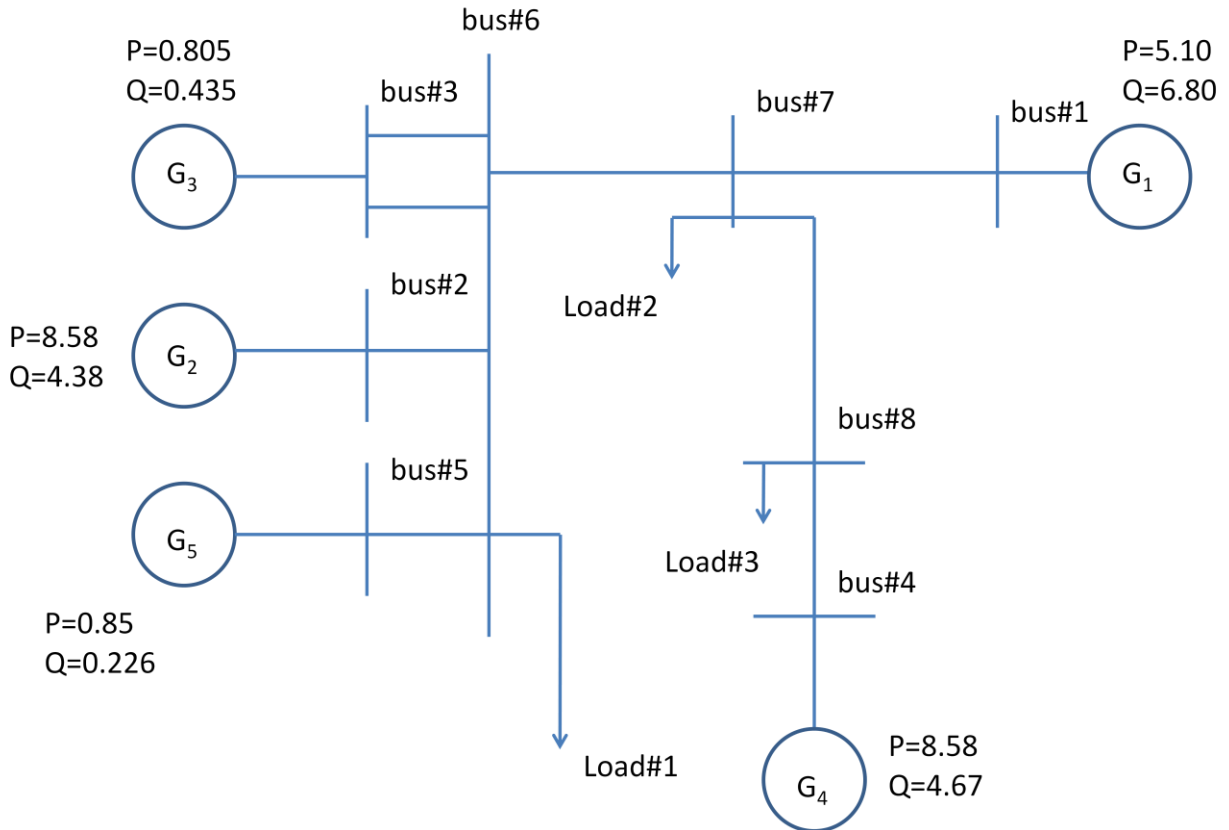 bus#6
P=0.805
Q=0.435
bus#3
G3
bus#7
bus#1
P=5.10
Q=6.80
G1
bus#2
P=8.58
Q=4.38
G2
Load#2
bus#5
G5
P=0.85
Q=0.226
bus#8
Load#3
bus#4
Load#1
G4
P=8.58
Q=4.67